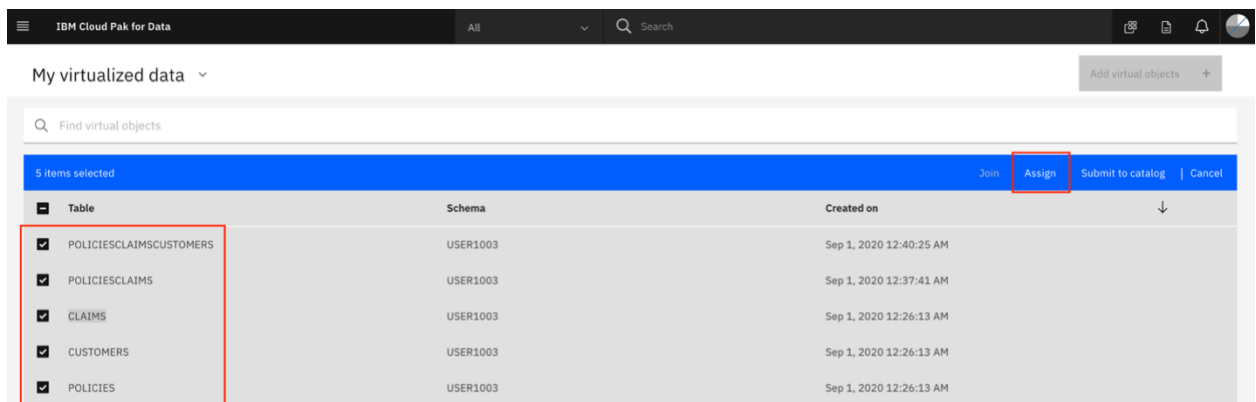 IBM Cloud Pak for Data All Search
My virtualized data Add virtual objects +
Find virtual objects
5 items selected Join Assign Submit to catalog | Cancel
Table Schema Created on
POLICIESCLAIMSCUSTOMERS USER1003 Sep 1, 2020 12:40:25 AM
POLICIESCLAIMS USER1003 Sep 1, 2020 12:37:41 AM
CLAIMS USER1003 Sep 1, 2020 12:26:13 AM
CUSTOMERS USER1003 Sep 1, 2020 12:26:13 AM
POLICIES USER1003 Sep 1, 2020 12:26:13 AM